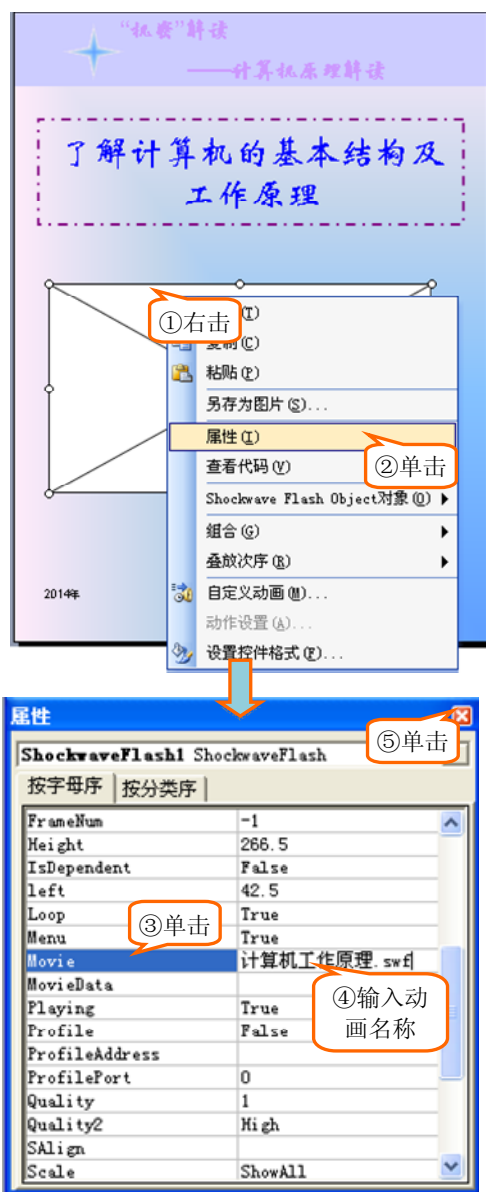 “机密”解读
——计算机原理解读
了解计算机的基本结构及
工作原理
①右击
(T)
复制(C)
粘贴(P)
另存为图片(S)...
属性(I)
②单击
查看代码(V)
Shockwave Flash Object对象(O)
组合(G)
叠放次序(R)
2014年
自定义动画(M)...
动作设置(A)...
设置控件格式(F)...
属性
⑤单击
ShockwaveFlash1 ShockwaveFlash
按字母序 按分类序
FrameNum -1
Height 266.5
IsDependent False
left 42.5
Loop True
③单击
Menu True
Movie 计算机工作原理.swf
MovieData
④输入动
画名称
Playing True
Profile False
ProfileAddress
ProfilePort 0
Quality 1
Quality2 High
SAlign
Scale ShowAll